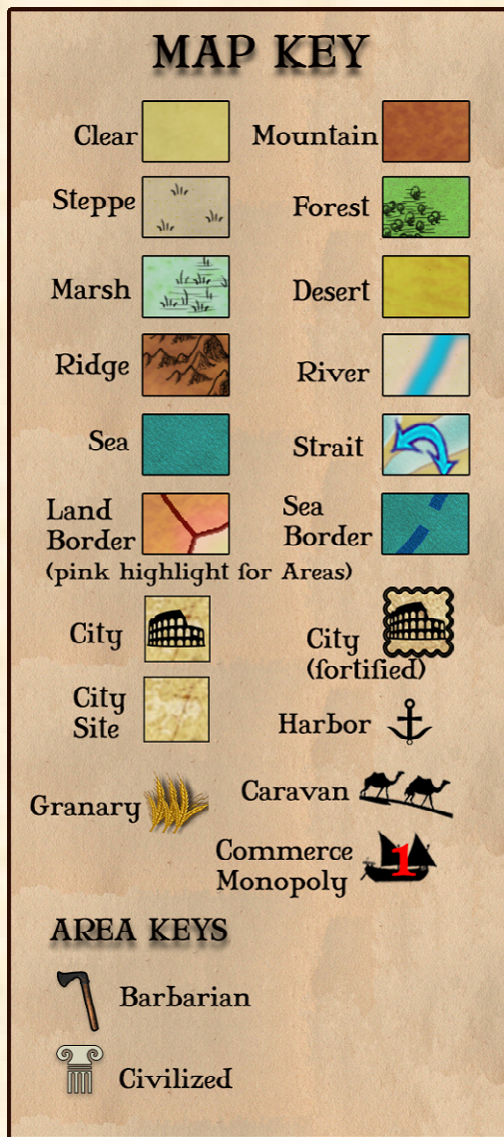 MAP KEY
Clear
Mountain
Steppe
Forest
Marsh
Desert
Ridge
River
Sea
Strait
Land
Border
Sea
Border
(pink highlight for Areas)
City
City
(fortified)
City
Site
Harbor
Granary
Caravan
Commerce
Monopoly
1
AREA KEYS
Barbarian
Civilized